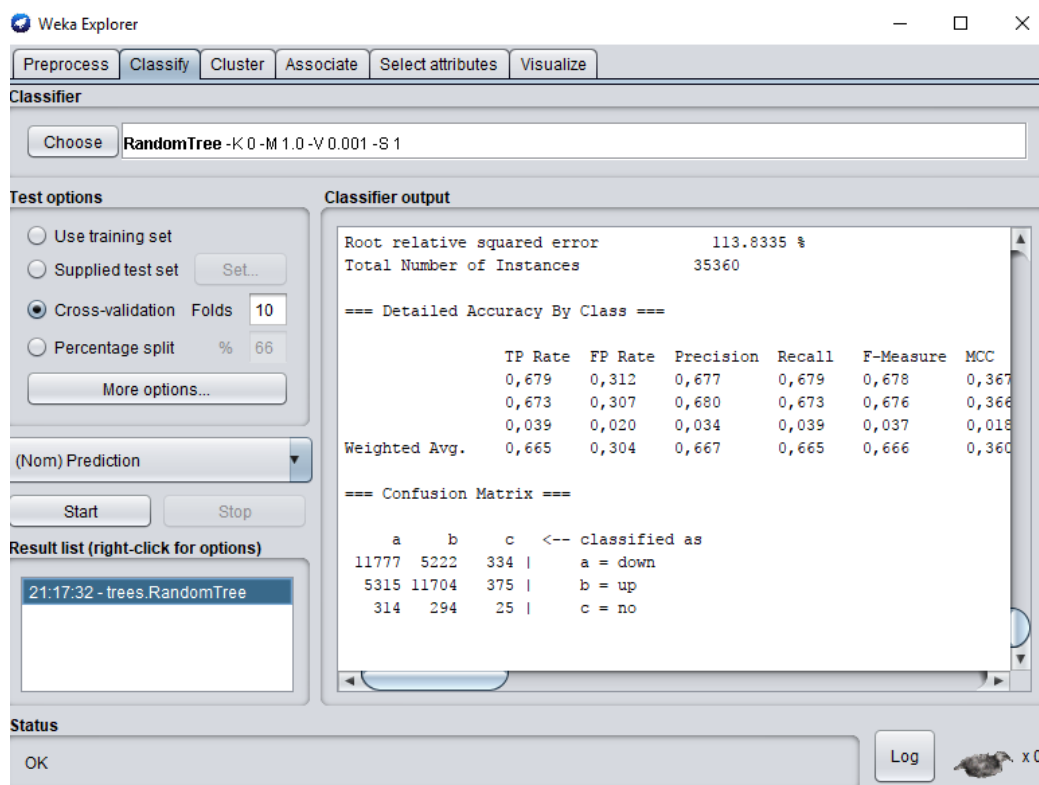 Weka Explorer
Preprocess Classify Cluster Associate Select attributes Visualize
Classifier
Choose RandomTree -K 0 -M 1.0 -V 0.001 -S 1
Test options
Use training set
Supplied test set Set...
Cross-validation Folds 10
Percentage split % 66
More options...
(Nom) Prediction
Start Stop
Result list (right-click for options)
21:17:32 - trees.RandomTree
Classifier output
Root relative squared error 113.8335 %
Total Number of Instances 35360
=== Detailed Accuracy By Class ===
TP Rate FP Rate Precision Recall F-Measure MCC
0,679 0,312 0,677 0,679 0,678 0,367
0,673 0,307 0,680 0,673 0,676 0,366
0,039 0,020 0,034 0,039 0,037 0,018
Weighted Avg. 0,665 0,304 0,667 0,665 0,666 0,360
=== Confusion Matrix ===
a b c <-- classified as
11777 5222 334 | a = down
5315 11704 375 | b = up
314 294 25 | c = no
Status
OK
Log
x 0